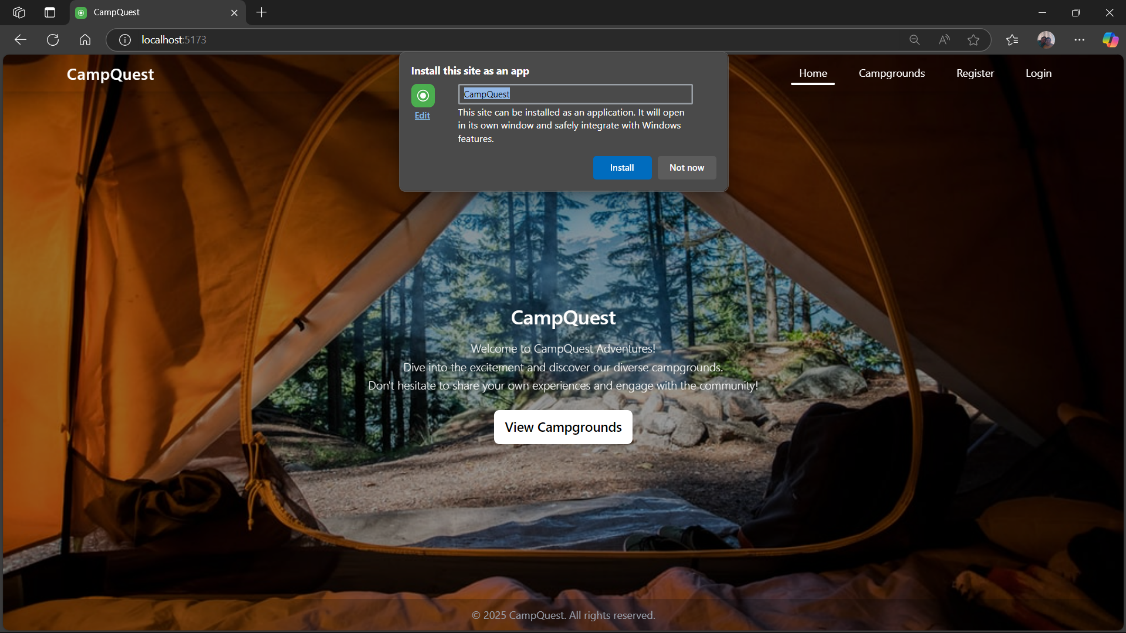 CampQuest
localhost:5173
CampQuest
Install this site as an app
CampQuest
Edit
This site can be installed as an application. It will open
in its own window and safely integrate with Windows
features.
Install
Not now
Home
Campgrounds
Register
Login
CampQuest
Welcome to CampQuest Adventures!
Dive into the excitement and discover our diverse campgrounds.
Don't hesitate to share your own experiences and engage with the community!
View Campgrounds
© 2025 CampQuest. All rights reserved.